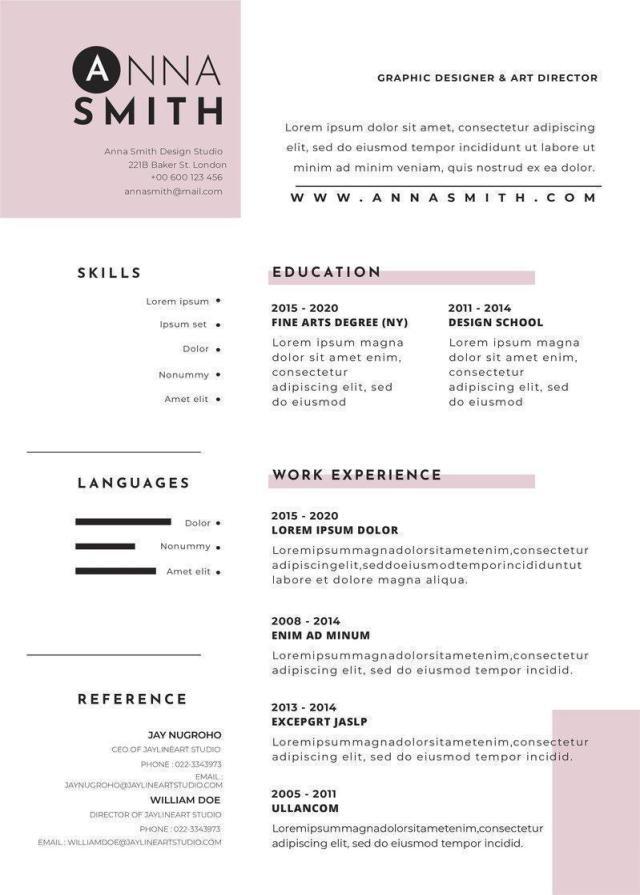 ANNA
SMITH
Anna Smith Design Studio
221B Baker St. London
+00 600 123 456
annasmith@mail.com
GRAPHIC DESIGNER & ART DIRECTOR
Lorem ipsum dolor sit amet, consectetur adipiscing
elit, sed do eiusmod tempor incididunt ut labore ut
minim ad minim veniam, quis nostrud ex ea dolor.
WWW.ANNASMITH.COM
SKILLS
Lorem ipsum
Ipsum set
Dolor
Nonummy
Amet elit
LANGUAGES
Dolor
Nonummy
Amet elit
REFERENCE
JAY NUGROHO
CEO OF JAYLINEART STUDIO
PHONE : 022-3343973
EMAIL :
JAYNUGROHO@JAYLINEARTSTUDIO.COM
WILLIAM DOE
DIRECTOR OF JAYLINEART STUDIO
PHONE : 022-3343973
EMAIL : WILLIAMDOE@JAYLINEARTSTUDIO.COM
EDUCATION
2015 - 2020
FINE ARTS DEGREE (NY)
Lorem ipsum magna
dolor sit amet enim,
consectetur
adipiscing elit, sed
do eiusmod
2011 - 2014
DESIGN SCHOOL
Lorem ipsum magna
dolor sit amet enim,
consectetur
adipiscing elit, sed
do eiusmod
WORK EXPERIENCE
2015 - 2020
LOREM IPSUM DOLOR
Loremipsummagnadolorsitametenim,consectetur
adipiscingelit,seddoeiusmodtemporincididuntut
labore et dolore magna aliqua.
2008 - 2014
ENIM AD MINUM
Loremipsummagnadolorsitametenim,consectetur
adipiscing elit, sed do eiusmod tempor incidid.
2013 - 2014
EXCEPGRT JASLP
Loremipsummagnadolorsitametenim,consectetur
adipiscing elit, sed do eiusmod tempor incidid.
2005 - 2011
ULLANCOM
Loremipsummagnadolorsitametenim,consectetur
adipiscing elit, sed do eiusmod tempor incidid.